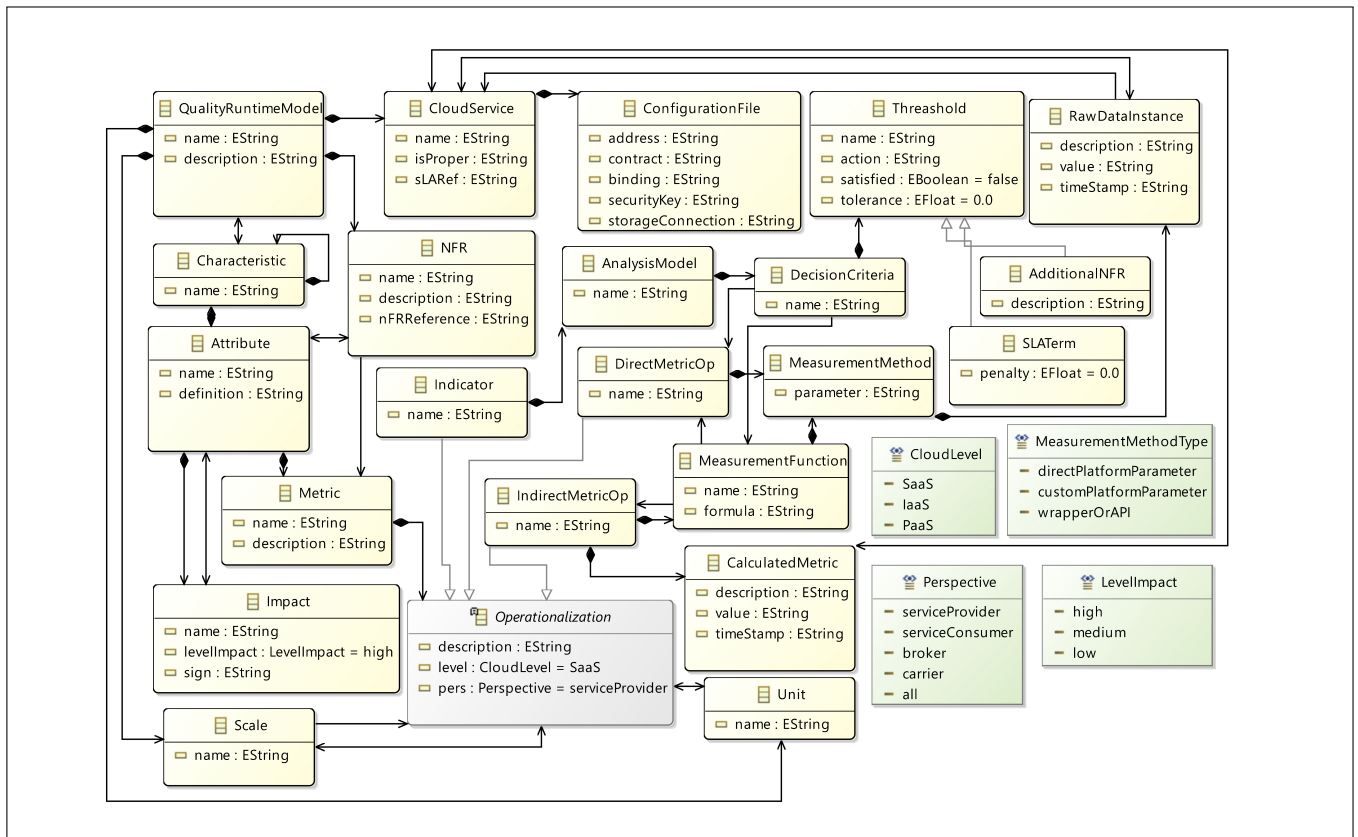 QualityRuntimeModel
name : EString
description : EString
CloudService
name : EString
isProper : EString
sLARef : EString
ConfigurationFile
address : EString
contract : EString
binding : EString
securityKey : EString
storageConnection : EString
Threashold
name : EString
action : EString
satisfied : EBoolean = false
tolerance : EFloat = 0.0
RawDataInstance
description : EString
value : EString
timeStamp : EString
Characteristic
name : EString
NFR
name : EString
description : EString
nFRReference : EString
AnalysisModel
name : EString
DecisionCriteria
name : EString
AdditionalNFR
description : EString
Attribute
name : EString
definition : EString
Indicator
name : EString
DirectMetricOp
name : EString
MeasurementMethod
parameter : EString
SLATerm
penalty : EFloat = 0.0
Metric
name : EString
description : EString
IndirectMetricOp
name : EString
MeasurementFunction
name : EString
formula : EString
CloudLevel
SaaS
IaaS
PaaS
MeasurementMethodType
directPlatformParameter
customPlatformParameter
wrapperOrAPI
Impact
name : EString
levelImpact : LevelImpact = high
sign : EString
Operationalization
description : EString
level : CloudLevel = SaaS
pers : Perspective = serviceProvider
CalculatedMetric
description : EString
value : EString
timeStamp : EString
Perspective
serviceProvider
serviceConsumer
broker
carrier
all
LevelImpact
high
medium
low
Scale
name : EString
Unit
name : EString